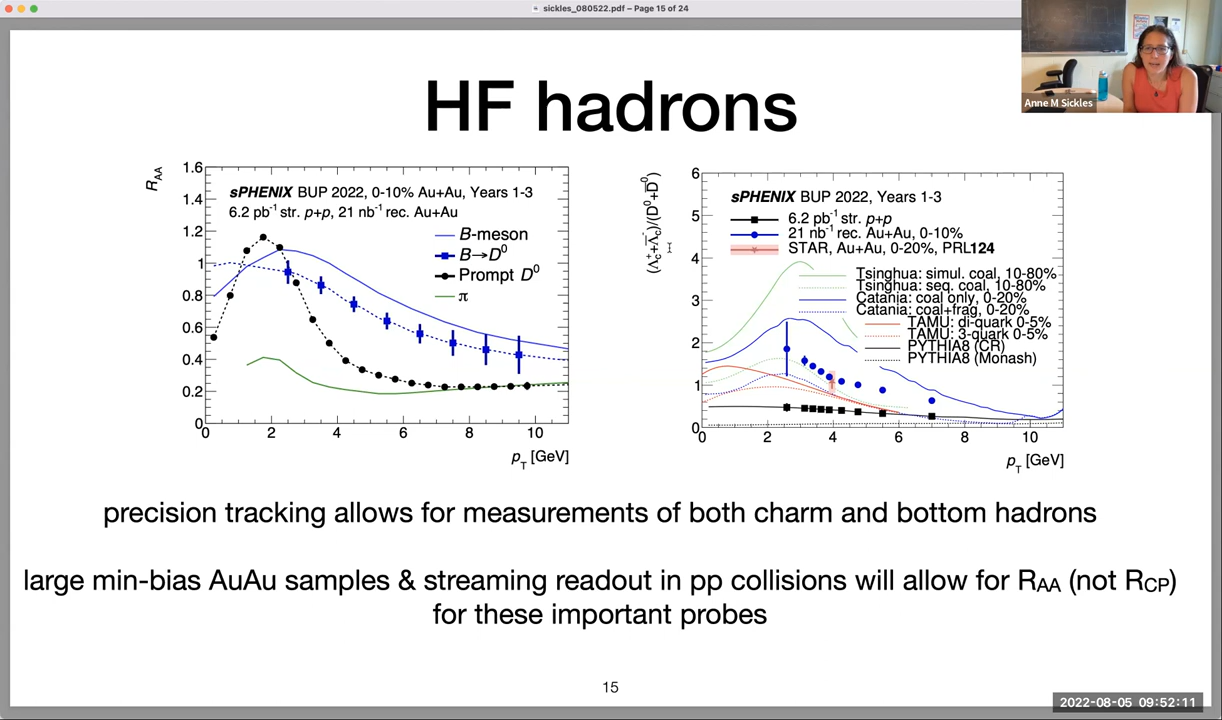 sickles_080522.pdf – Page 15 of 24
Anne M Sickles
HF hadrons
R_AA
1.6
1.4
1.2
1
0.8
0.6
0.4
0.2
0
sPHENIX BUP 2022, 0-10% Au+Au, Years 1-3
6.2 pb⁻¹ str. p+p, 21 nb⁻¹ rec. Au+Au
B-meson
B→D⁰
Prompt D⁰
π
0 2 4 6 8 10
p_T [GeV]
(Λ_c⁺+Λ̄_c⁻)/(D⁰+D̄⁰)
6
5
4
3
2
1
0
sPHENIX BUP 2022, Years 1-3
6.2 pb⁻¹ str. p+p
21 nb⁻¹ rec. Au+Au, 0-10%
STAR, Au+Au, 0-20%, PRL124
Tsinghua: simul. coal, 10-80%
Tsinghua: seq. coal, 10-80%
Catania: coal only, 0-20%
Catania: coal+frag, 0-20%
TAMU: di-quark 0-5%
TAMU: 3-quark 0-5%
PYTHIA8 (CR)
PYTHIA8 (Monash)
0 2 4 6 8 10
p_T [GeV]
precision tracking allows for measurements of both charm and bottom hadrons
large min-bias AuAu samples & streaming readout in pp collisions will allow for RAA (not RCP)
for these important probes
15
2022-08-05 09:52:11